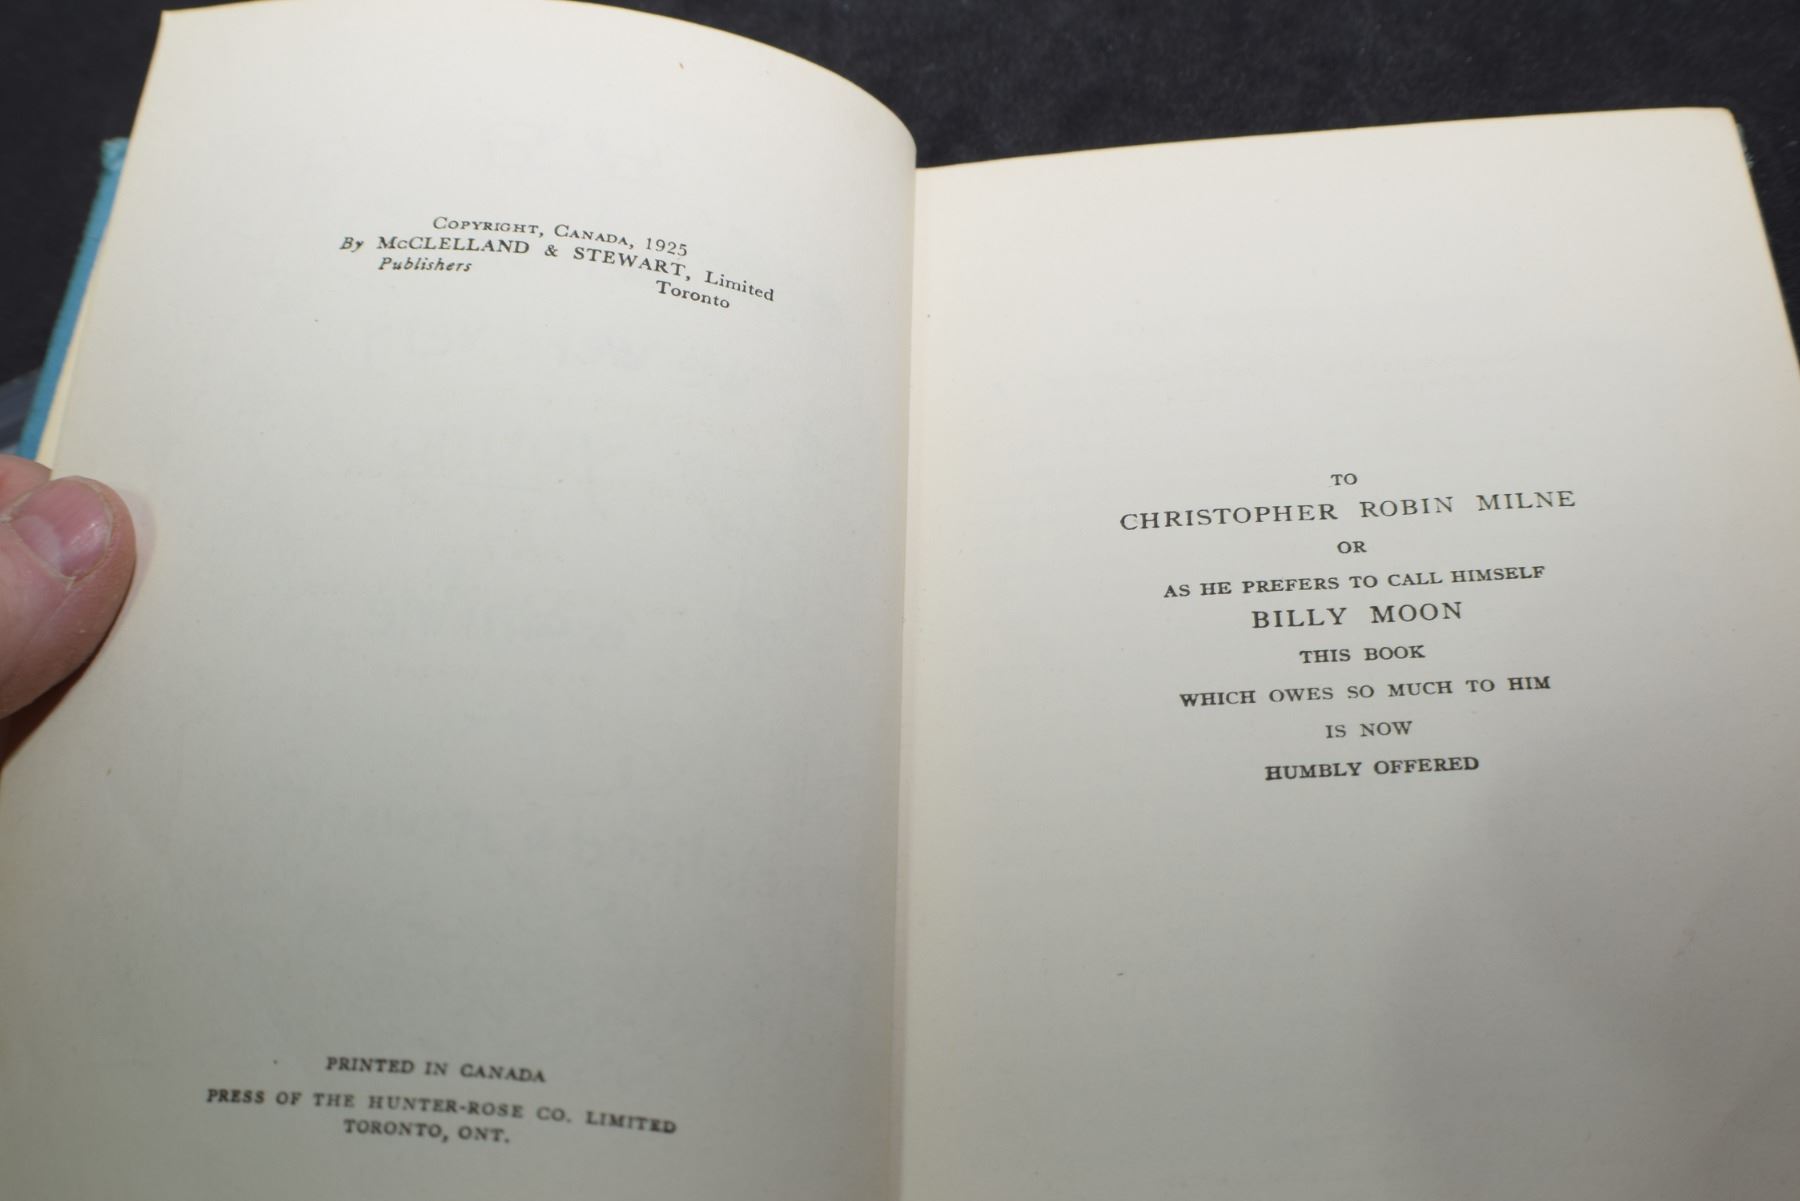 Copyright, Canada, 1925
By McCLELLAND & STEWART, Limited
Publishers Toronto
PRINTED IN CANADA
PRESS OF THE HUNTER-ROSE CO. LIMITED
TORONTO, ONT.
TO
CHRISTOPHER ROBIN MILNE
OR
AS HE PREFERS TO CALL HIMSELF
BILLY MOON
THIS BOOK
WHICH OWES SO MUCH TO HIM
IS NOW
HUMBLY OFFERED